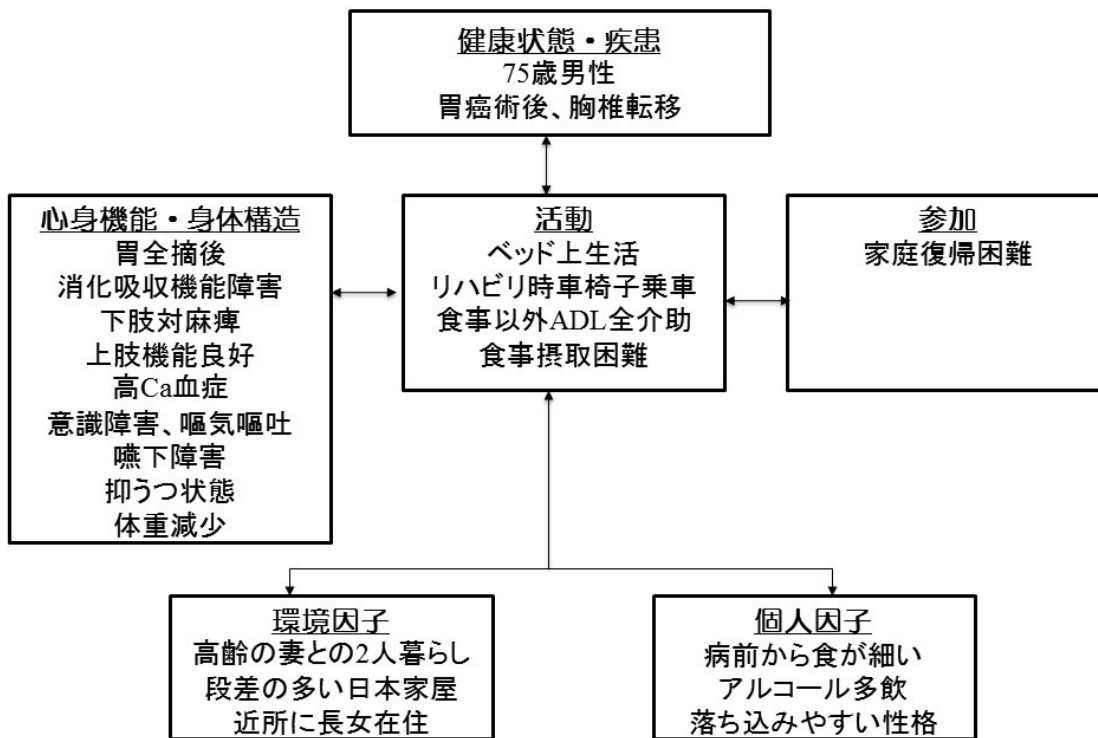 健康状態・疾患
75歳男性
胃癌術後、胸椎転移
心身機能・身体構造
胃全摘後
消化吸収機能障害
下肢対麻痺
上肢機能良好
高Ca血症
意識障害、嘔気嘔吐
嚥下障害
抑うつ状態
体重減少
活動
ベッド上生活
リハビリ時車椅子乗車
食事以外ADL全介助
食事摂取困難
参加
家庭復帰困難
環境因子
高齢の妻との2人暮らし
段差の多い日本家屋
近所に長女在住
個人因子
病前から食が細い
アルコール多飲
落ち込みやすい性格